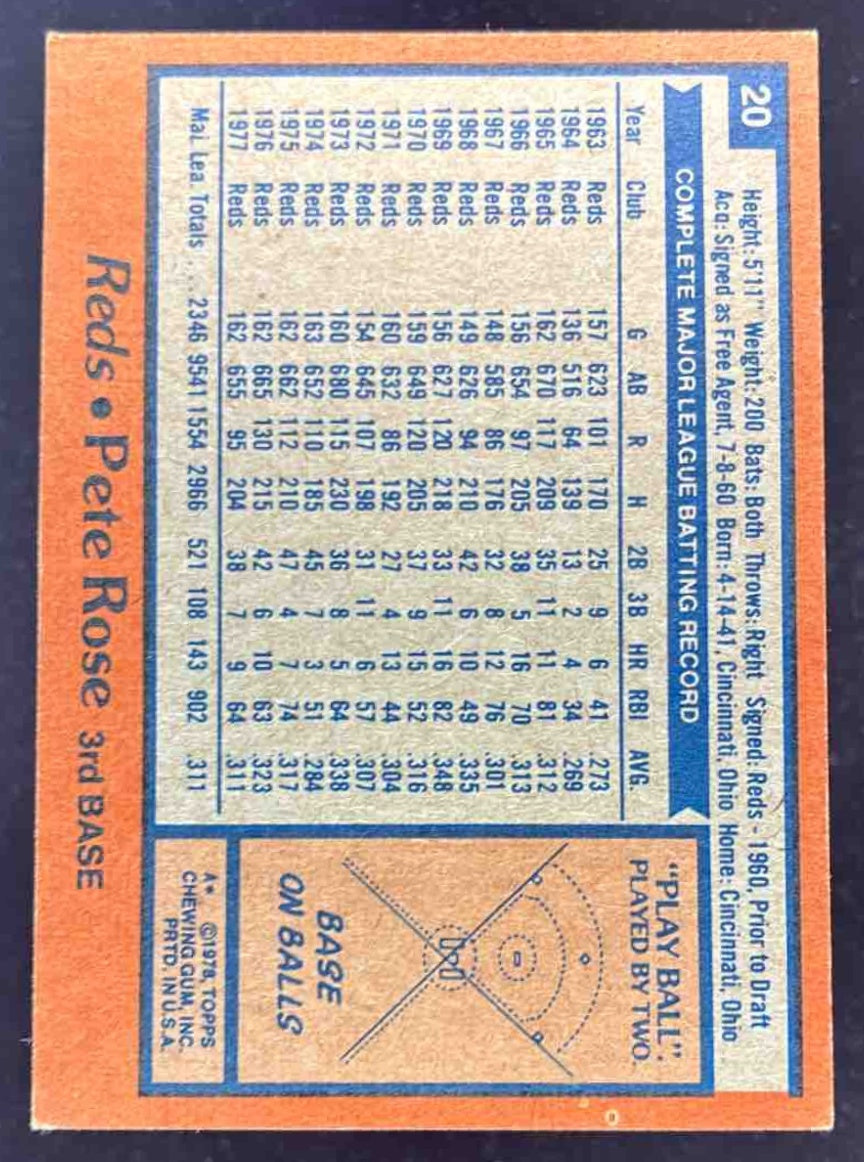 20
Height: 5'11" Weight: 200 Bats: Both Throws: Right Signed: Reds - 1960, Prior to Draft
Acq: Signed as Free Agent, 7-8-60 Born: 4-14-41, Cincinnati, Ohio Home: Cincinnati, Ohio
COMPLETE MAJOR LEAGUE BATTING RECORD
Year Club G AB R H 2B 3B HR RBI AVG.
1963 Reds 157 623 101 170 25 9 6 41 .273
1964 Reds 136 516 64 139 13 2 4 34 .269
1965 Reds 162 670 117 209 35 11 11 81 .312
1966 Reds 156 654 97 205 38 5 16 70 .313
1967 Reds 148 585 86 176 32 8 12 76 .301
1968 Reds 149 626 94 210 42 6 10 49 .335
1969 Reds 156 627 120 218 33 11 16 82 .348
1970 Reds 159 649 120 205 37 9 15 52 .316
1971 Reds 160 632 86 192 27 4 13 44 .304
1972 Reds 154 645 107 198 31 11 6 57 .307
1973 Reds 160 680 115 230 36 8 5 64 .338
1974 Reds 163 652 110 185 45 7 3 51 .284
1975 Reds 162 662 112 210 47 4 7 74 .317
1976 Reds 162 665 130 215 42 6 10 63 .323
1977 Reds 162 655 95 204 38 7 9 64 .311
Maj. Lea. Totals . . . 2346 9541 1554 2966 521 108 143 902 .311
"PLAY BALL":
PLAYED BY TWO.
BASE
ON BALLS
A* ©1978, TOPPS
CHEWING GUM, INC.
PRTD. IN U.S.A.
Reds • Pete Rose 3rd BASE